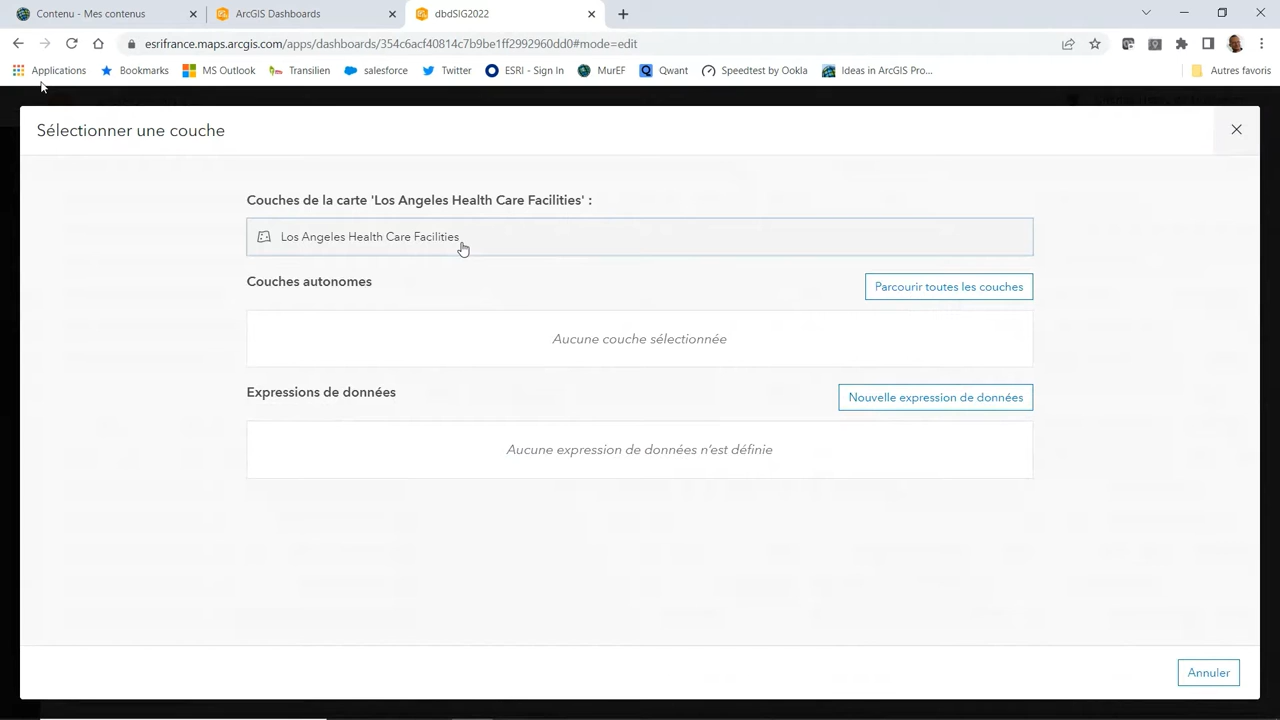 Contenu - Mes contenus
ArcGIS Dashboards
dbdSIG2022
esrifrance.maps.arcgis.com/apps/dashboards/354c6acf40814c7b9be1ff2992960dd0#mode=edit
Applications
Bookmarks
MS Outlook
Transilien
salesforce
Twitter
ESRI - Sign In
MurEF
Qwant
Speedtest by Ookla
Ideas in ArcGIS Pro...
Autres favoris
Sélectionner une couche
Couches de la carte 'Los Angeles Health Care Facilities' :
Los Angeles Health Care Facilities
Couches autonomes
Parcourir toutes les couches
Aucune couche sélectionnée
Expressions de données
Nouvelle expression de données
Aucune expression de données n’est définie
Annuler